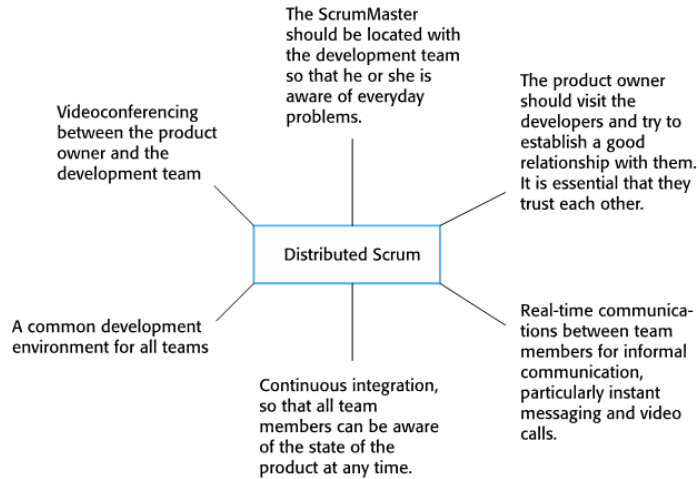 The ScrumMaster
should be located with
the development team
so that he or she is
aware of everyday
problems.
Videoconferencing
between the product
owner and the
development team
The product owner
should visit the
developers and try to
establish a good
relationship with them.
It is essential that they
trust each other.
Distributed Scrum
A common development
environment for all teams
Continuous integration,
so that all team
members can be aware
of the state of the
product at any time.
Real-time communica-
tions between team
members for informal
communication,
particularly instant
messaging and video
calls.